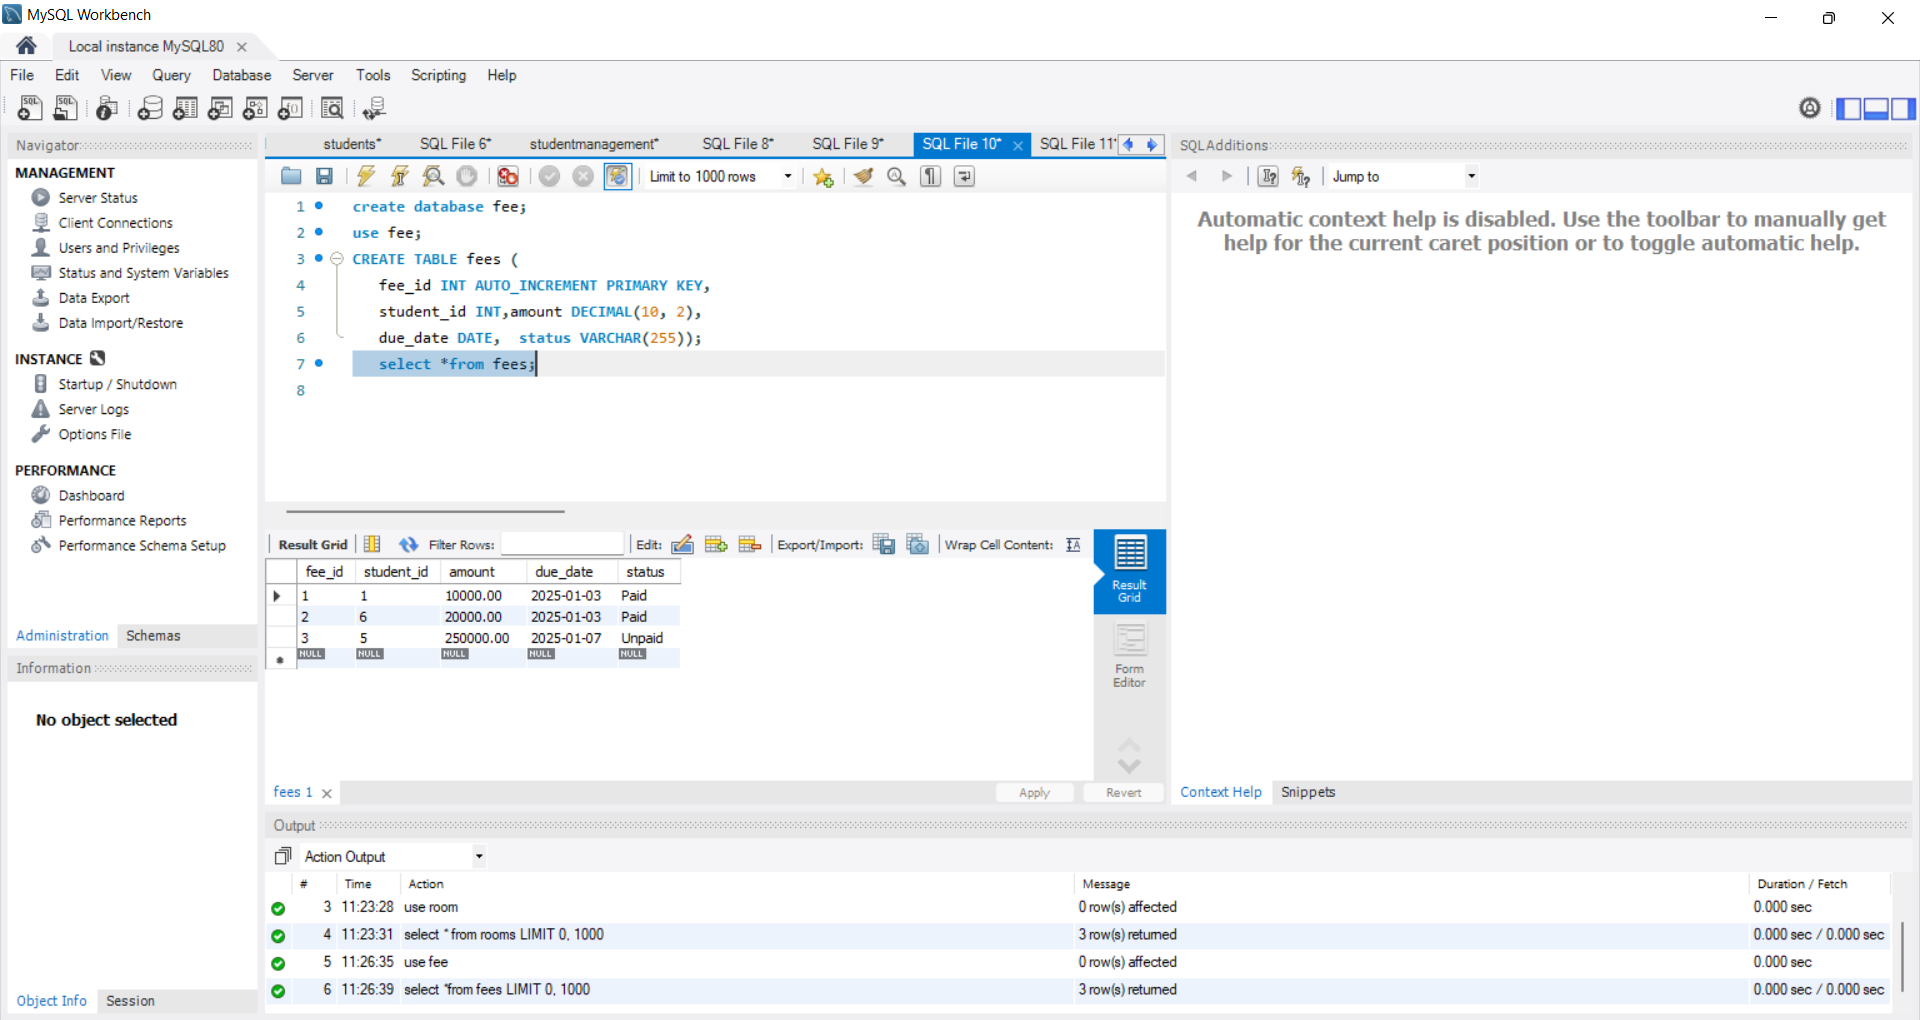 MySQL Workbench
Local instance MySQL80
File Edit View Query Database Server Tools Scripting Help
Navigator
MANAGEMENT
Server Status
Client Connections
Users and Privileges
Status and System Variables
Data Export
Data Import/Restore
INSTANCE
Startup / Shutdown
Server Logs
Options File
PERFORMANCE
Dashboard
Performance Reports
Performance Schema Setup
Administration Schemas
Information
No object selected
Object Info Session
students* SQL File 6* studentmanagement* SQL File 8* SQL File 9* SQL File 10* SQL File 11*
Limit to 1000 rows
1 create database fee;
2 use fee;
3 CREATE TABLE fees (
4 fee_id INT AUTO_INCREMENT PRIMARY KEY,
5 student_id INT,amount DECIMAL(10, 2),
6 due_date DATE, status VARCHAR(255));
7 select *from fees;
8
Result Grid Filter Rows: Edit: Export/Import: Wrap Cell Content:
fee_id student_id amount due_date status
1 1 10000.00 2025-01-03 Paid
2 6 20000.00 2025-01-03 Paid
3 5 250000.00 2025-01-07 Unpaid
NULL NULL NULL NULL NULL
Result
Grid
Form
Editor
fees 1 Apply Revert
SQLAdditions
Jump to
Automatic context help is disabled. Use the toolbar to manually get
help for the current caret position or to toggle automatic help.
Context Help Snippets
Output
Action Output
# Time Action Message Duration / Fetch
3 11:23:28 use room 0 row(s) affected 0.000 sec
4 11:23:31 select * from rooms LIMIT 0, 1000 3 row(s) returned 0.000 sec / 0.000 sec
5 11:26:35 use fee 0 row(s) affected 0.000 sec
6 11:26:39 select *from fees LIMIT 0, 1000 3 row(s) returned 0.000 sec / 0.000 sec